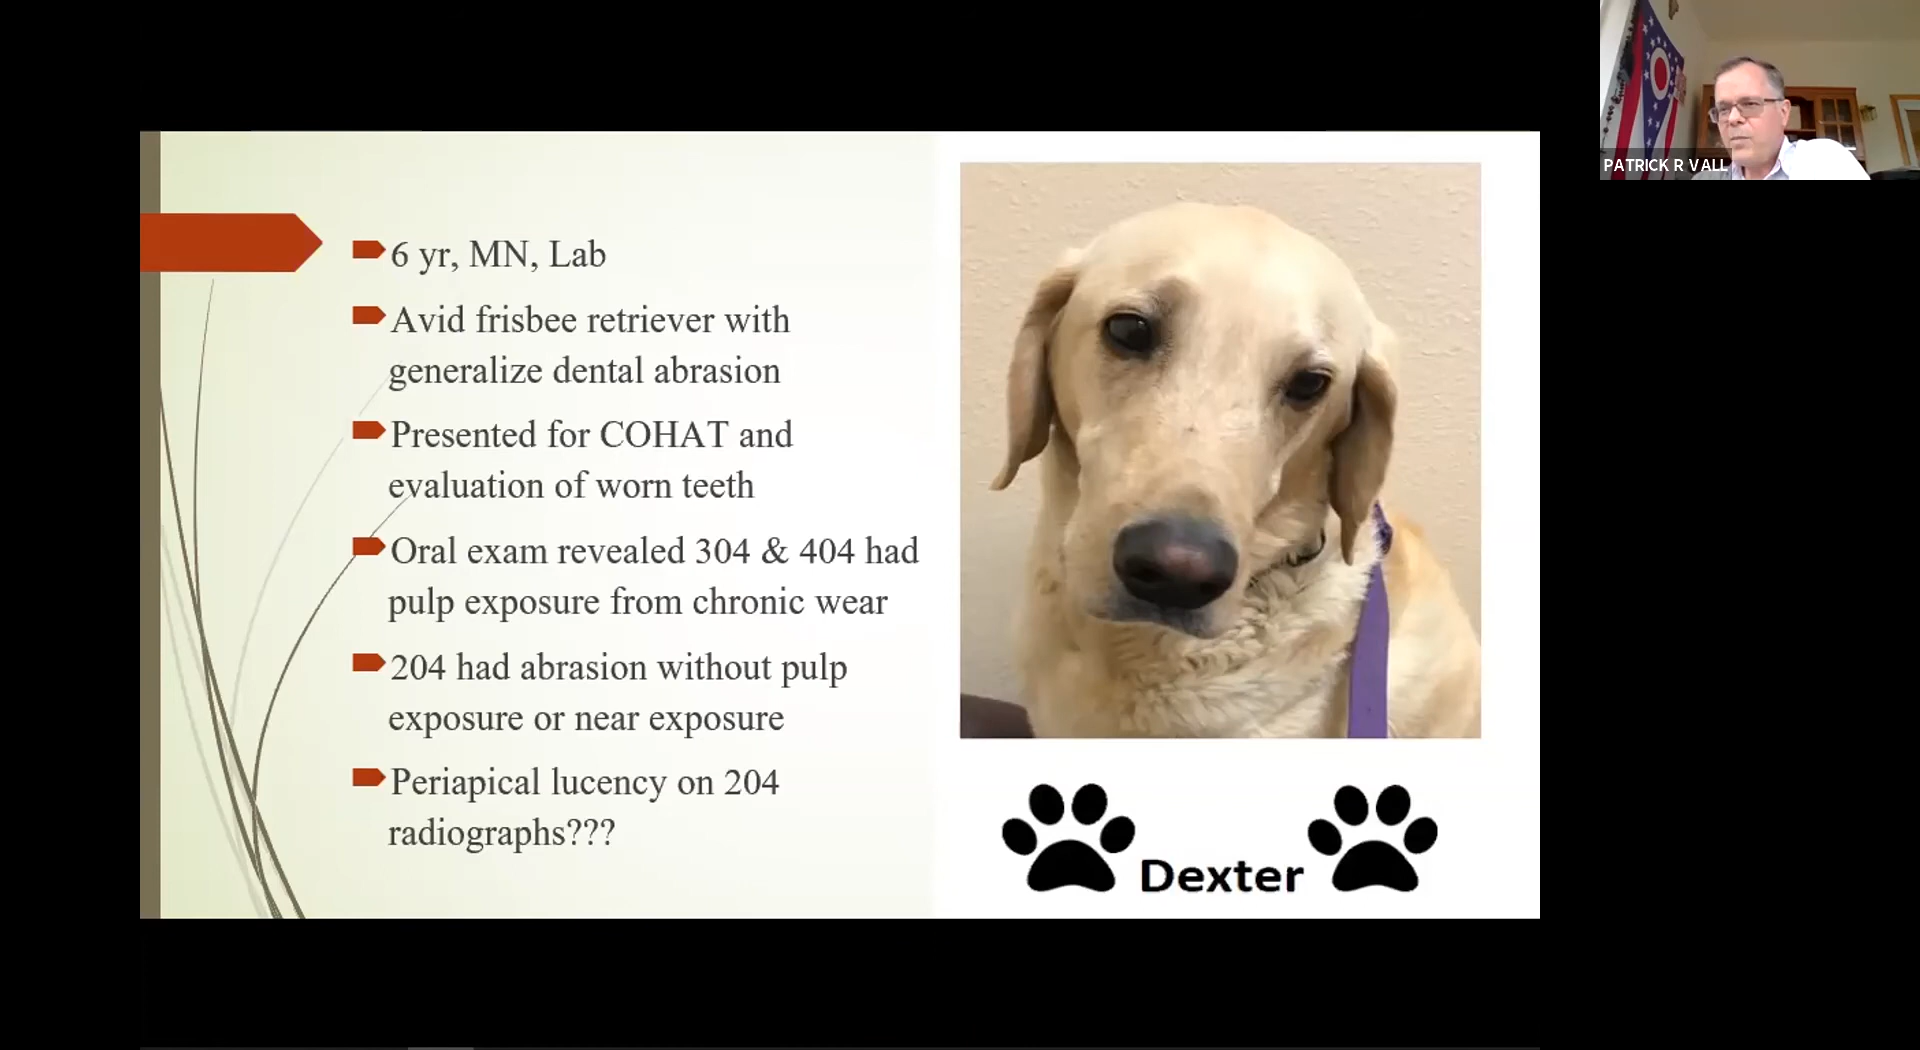 PATRICK R VALL
6 yr, MN, Lab
Avid frisbee retriever with
generalize dental abrasion
Presented for COHAT and
evaluation of worn teeth
Oral exam revealed 304 & 404 had
pulp exposure from chronic wear
204 had abrasion without pulp
exposure or near exposure
Periapical lucency on 204
radiographs???
Dexter